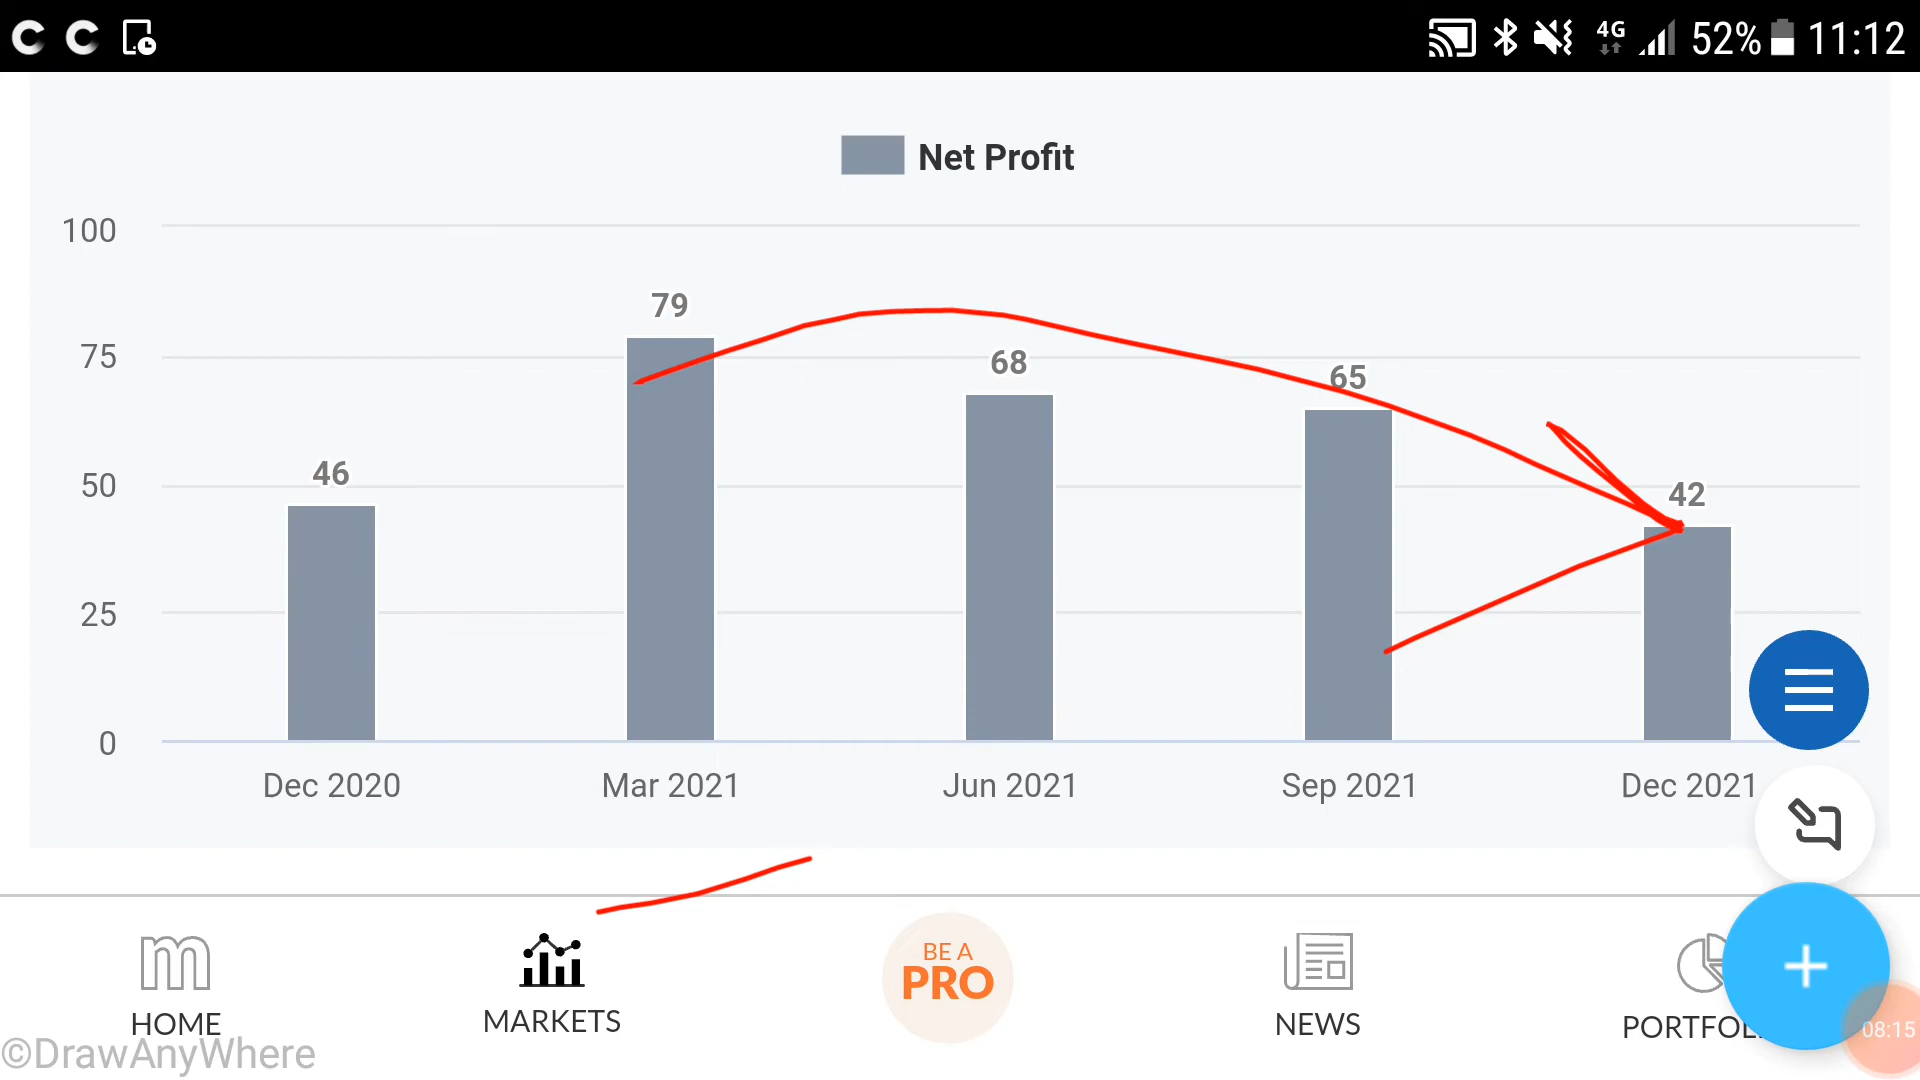 4G 52% 11:12
Net Profit
100
75
50
25
0
46
79
68
65
42
Dec 2020 Mar 2021 Jun 2021 Sep 2021 Dec 2021
BE A
PRO
HOME MARKETS NEWS
©DrawAnyWhere
08:15